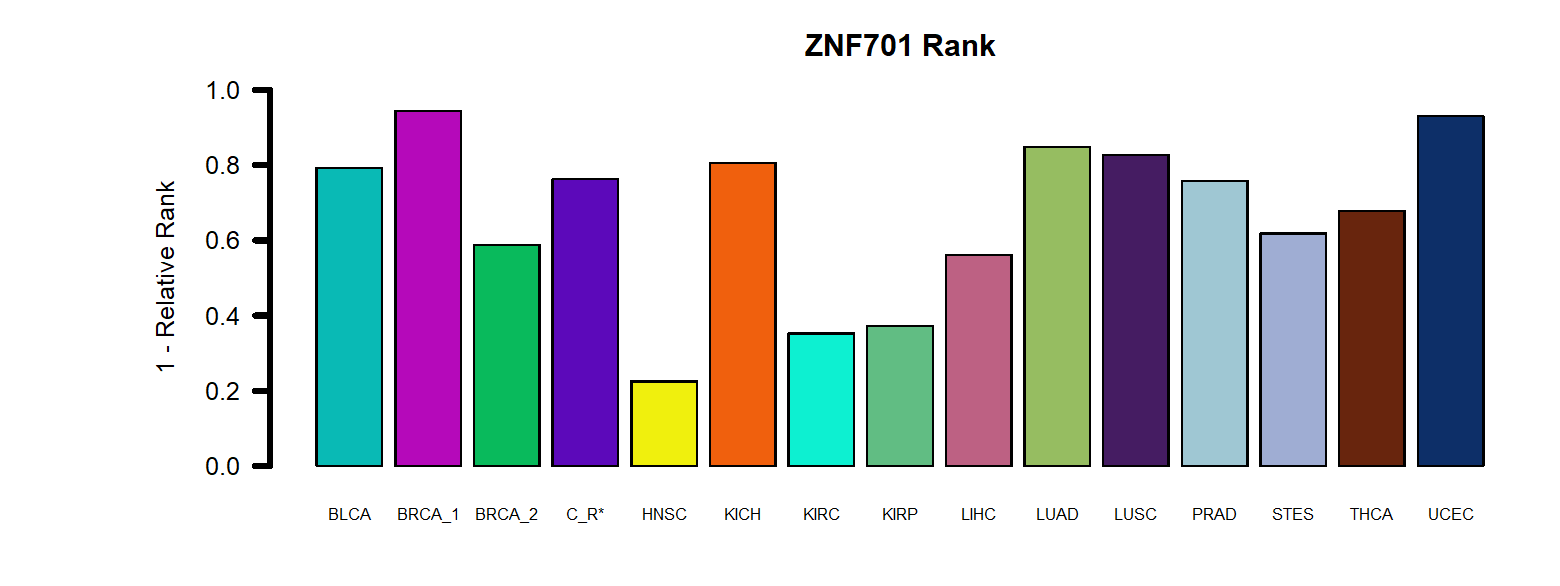 ZNF701 Rank
1 - Relative Rank
1.0
0.8
0.6
0.4
0.2
0.0
BLCA BRCA_1 BRCA_2 C_R* HNSC KICH KIRC KIRP LIHC LUAD LUSC PRAD STES THCA UCEC